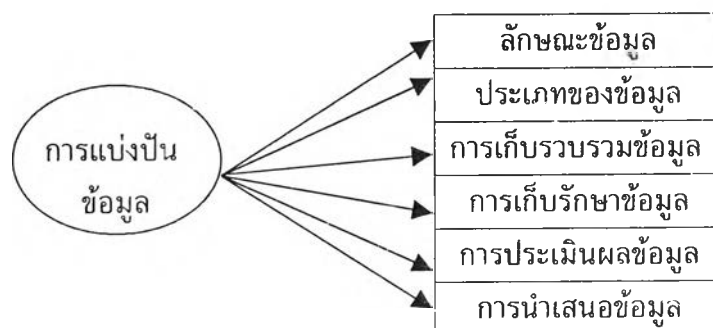 การแบ่งปัน
ข้อมูล
ลักษณะข้อมูล
ประเภทของข้อมูล
การเก็บรวบรวมข้อมูล
การเก็บรักษาข้อมูล
การประเมินผลข้อมูล
การนำเสนอข้อมูล